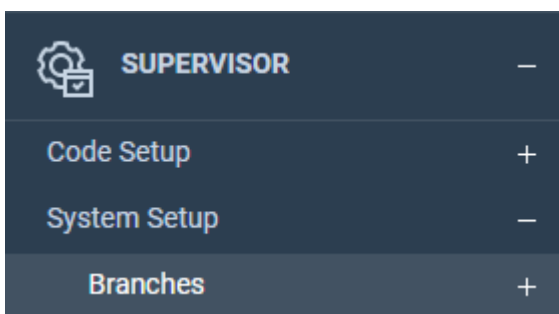 SUPERVISOR –
Code Setup +
System Setup –
Branches +